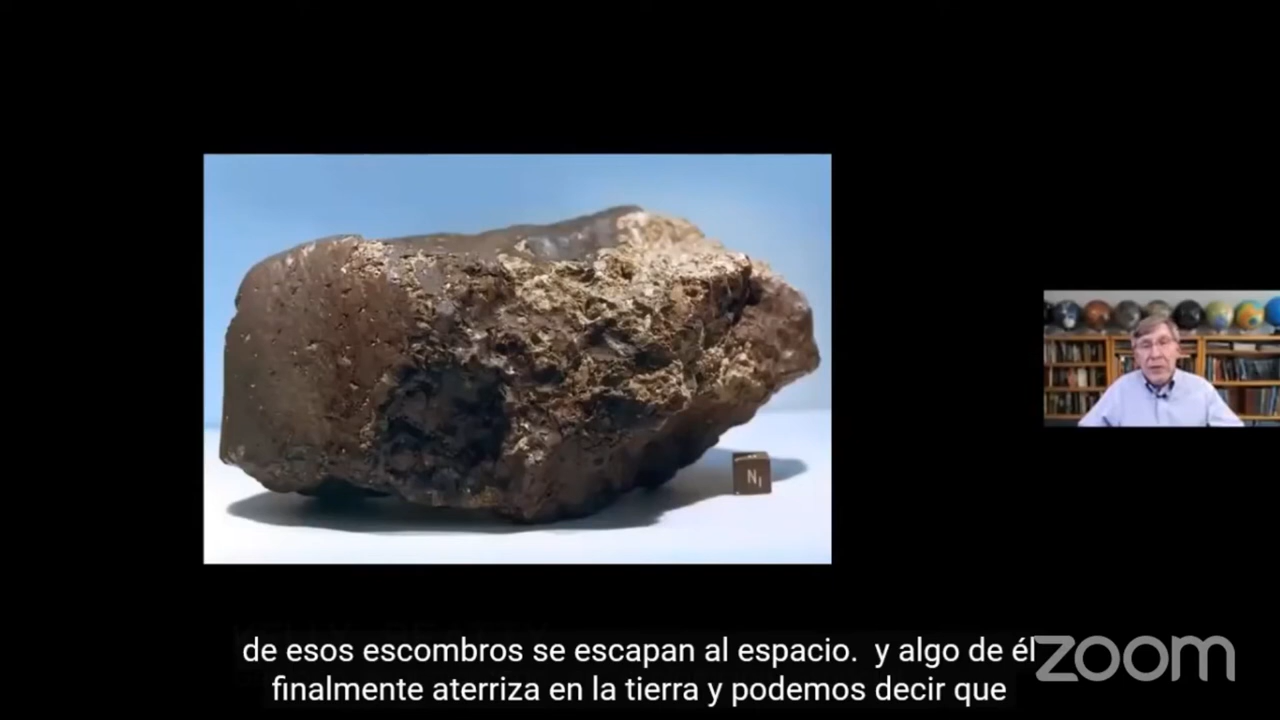 N1
de esos escombros se escapan al espacio. y algo de él
zoom
finalmente aterriza en la tierra y podemos decir que